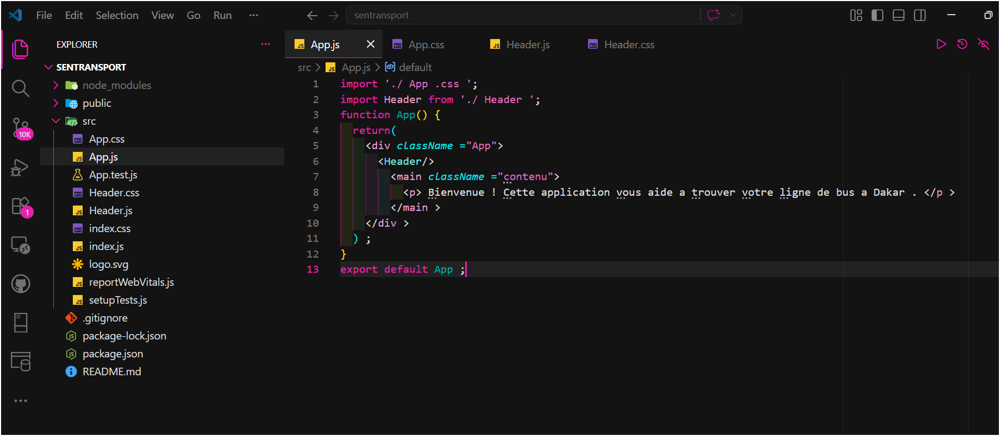 File Edit Selection View Go Run ···
sentransport
EXPLORER ···
App.js App.css Header.js Header.css
SENTRANSPORT
src > App.js > default
node_modules
public
src
App.css
App.js
App.test.js
Header.css
Header.js
index.css
index.js
logo.svg
reportWebVitals.js
setupTests.js
.gitignore
package-lock.json
package.json
README.md
10K
1
1 import './ App .css ';
2 import Header from './ Header ';
3 function App() {
4 return(
5 <div className ="App">
6 <Header/>
7 <main className ="contenu">
8 <p> Bienvenue ! Cette application vous aide a trouver votre ligne de bus a Dakar . </p >
9 </main >
10 </div >
11 ) ;
12 }
13 export default App ;